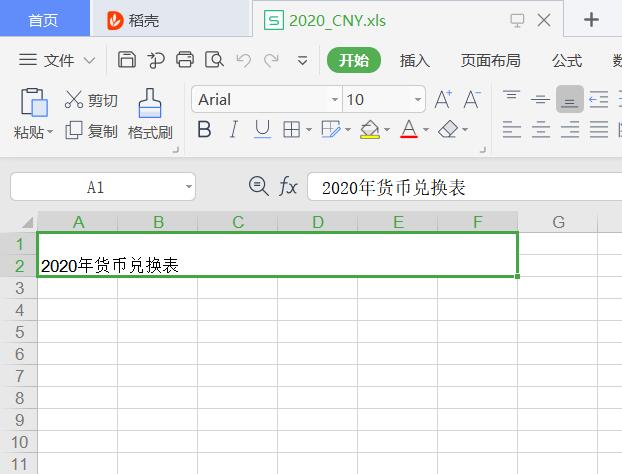 首页 稻壳 2020_CNY.xls
文件 开始 插入 页面布局 公式
剪切 Arial 10 A+ A-
粘贴 复制 格式刷 B I U A
A1 fx 2020年货币兑换表
A B C D E F G
1
2 2020年货币兑换表
3
4
5
6
7
8
9
10
11